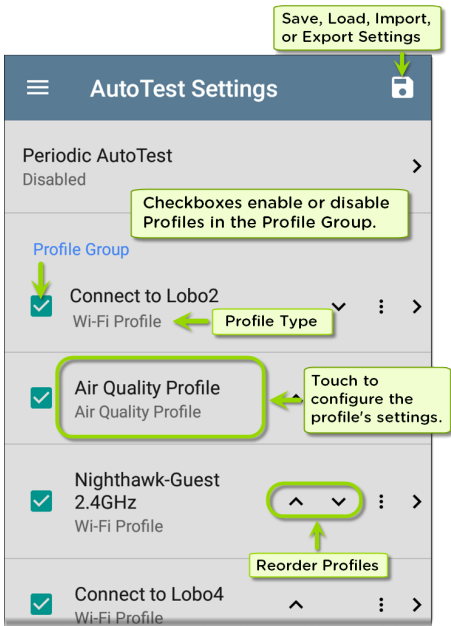 Save, Load, Import,
or Export Settings
AutoTest Settings
Periodic AutoTest
Disabled
Checkboxes enable or disable
Profiles in the Profile Group.
Profile Group
Connect to Lobo2
Wi-Fi Profile
Profile Type
Air Quality Profile
Air Quality Profile
Touch to
configure the
profile's settings.
Nighthawk-Guest
2.4GHz
Wi-Fi Profile
Reorder Profiles
Connect to Lobo4
Wi-Fi Profile